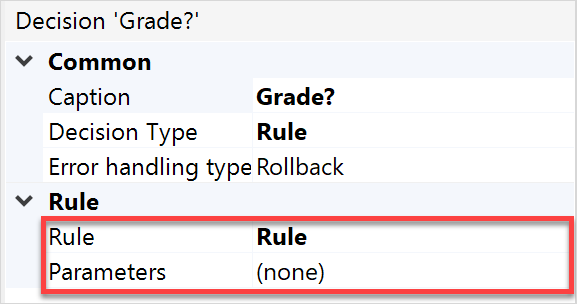 Decision 'Grade?'
Common
Caption Grade?
Decision Type Rule
Error handling type Rollback
Rule
Rule Rule
Parameters (none)